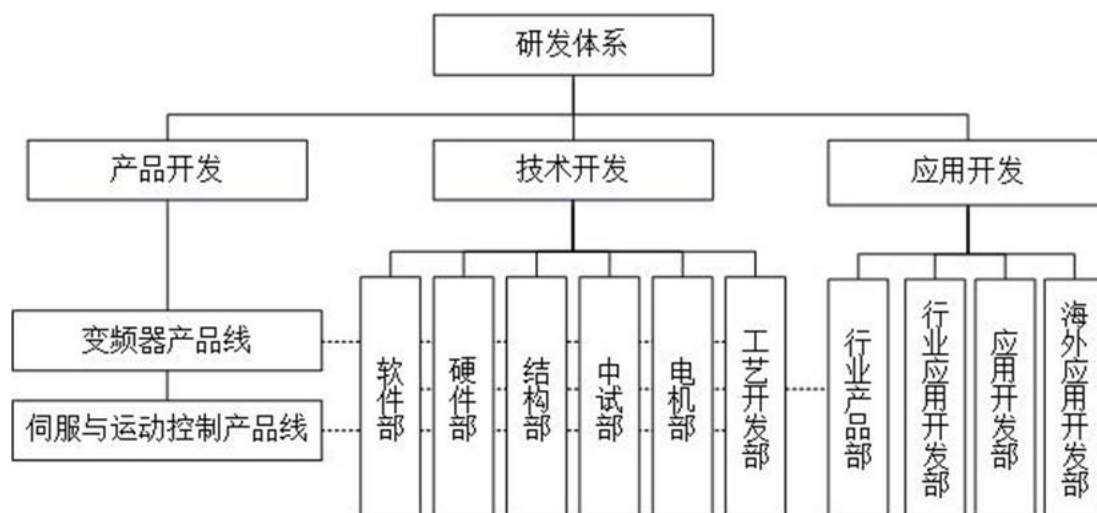 研发体系
产品开发
技术开发
应用开发
变频器产品线
伺服与运动控制产品线
软件部
硬件部
结构部
中试部
电机部
工艺开发部
行业产品部
行业应用开发部
应用开发部
海外应用开发部